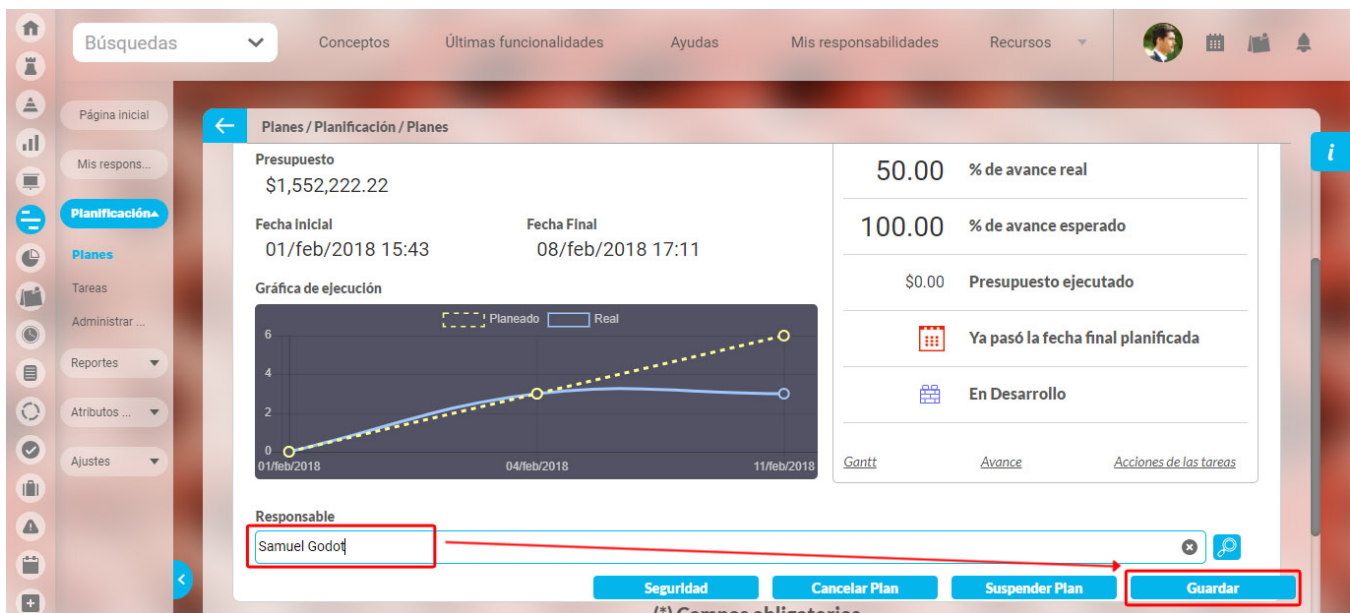 Búsquedas
Conceptos
Últimas funcionalidades
Ayudas
Mis responsabilidades
Recursos
Página inicial
Mis respons...
Planificación
Planes
Tareas
Administrar ...
Reportes
Atributos ...
Ajustes
Planes / Planificación / Planes
i
Presupuesto
$1,552,222.22
Fecha Inicial
Fecha Final
01/feb/2018 15:43
08/feb/2018 17:11
Gráfica de ejecución
Planeado
Real
6
4
2
0
01/feb/2018
04/feb/2018
11/feb/2018
50.00 % de avance real
100.00 % de avance esperado
$0.00 Presupuesto ejecutado
Ya pasó la fecha final planificada
En Desarrollo
Gantt
Avance
Acciones de las tareas
Responsable
Samuel Godot
Seguridad
Cancelar Plan
Suspender Plan
Guardar
(*) Campos obligatorios